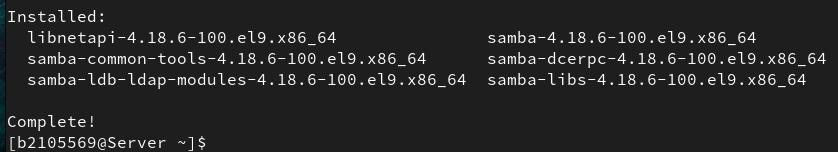 Installed:
  libnetapi-4.18.6-100.el9.x86_64                samba-4.18.6-100.el9.x86_64
  samba-common-tools-4.18.6-100.el9.x86_64       samba-dcerpc-4.18.6-100.el9.x86_64
  samba-ldb-ldap-modules-4.18.6-100.el9.x86_64   samba-libs-4.18.6-100.el9.x86_64
Complete!
[b2105569@Server ~]$